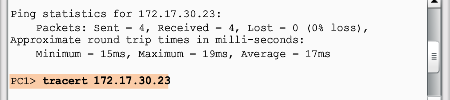 Ping statistics for 172.17.30.23:
Packets: Sent = 4, Received = 4, Lost = 0 (0% loss),
Approximate round trip times in milli-seconds:
Minimum = 15ms, Maximum = 19ms, Average = 17ms
PC1> tracert 172.17.30.23